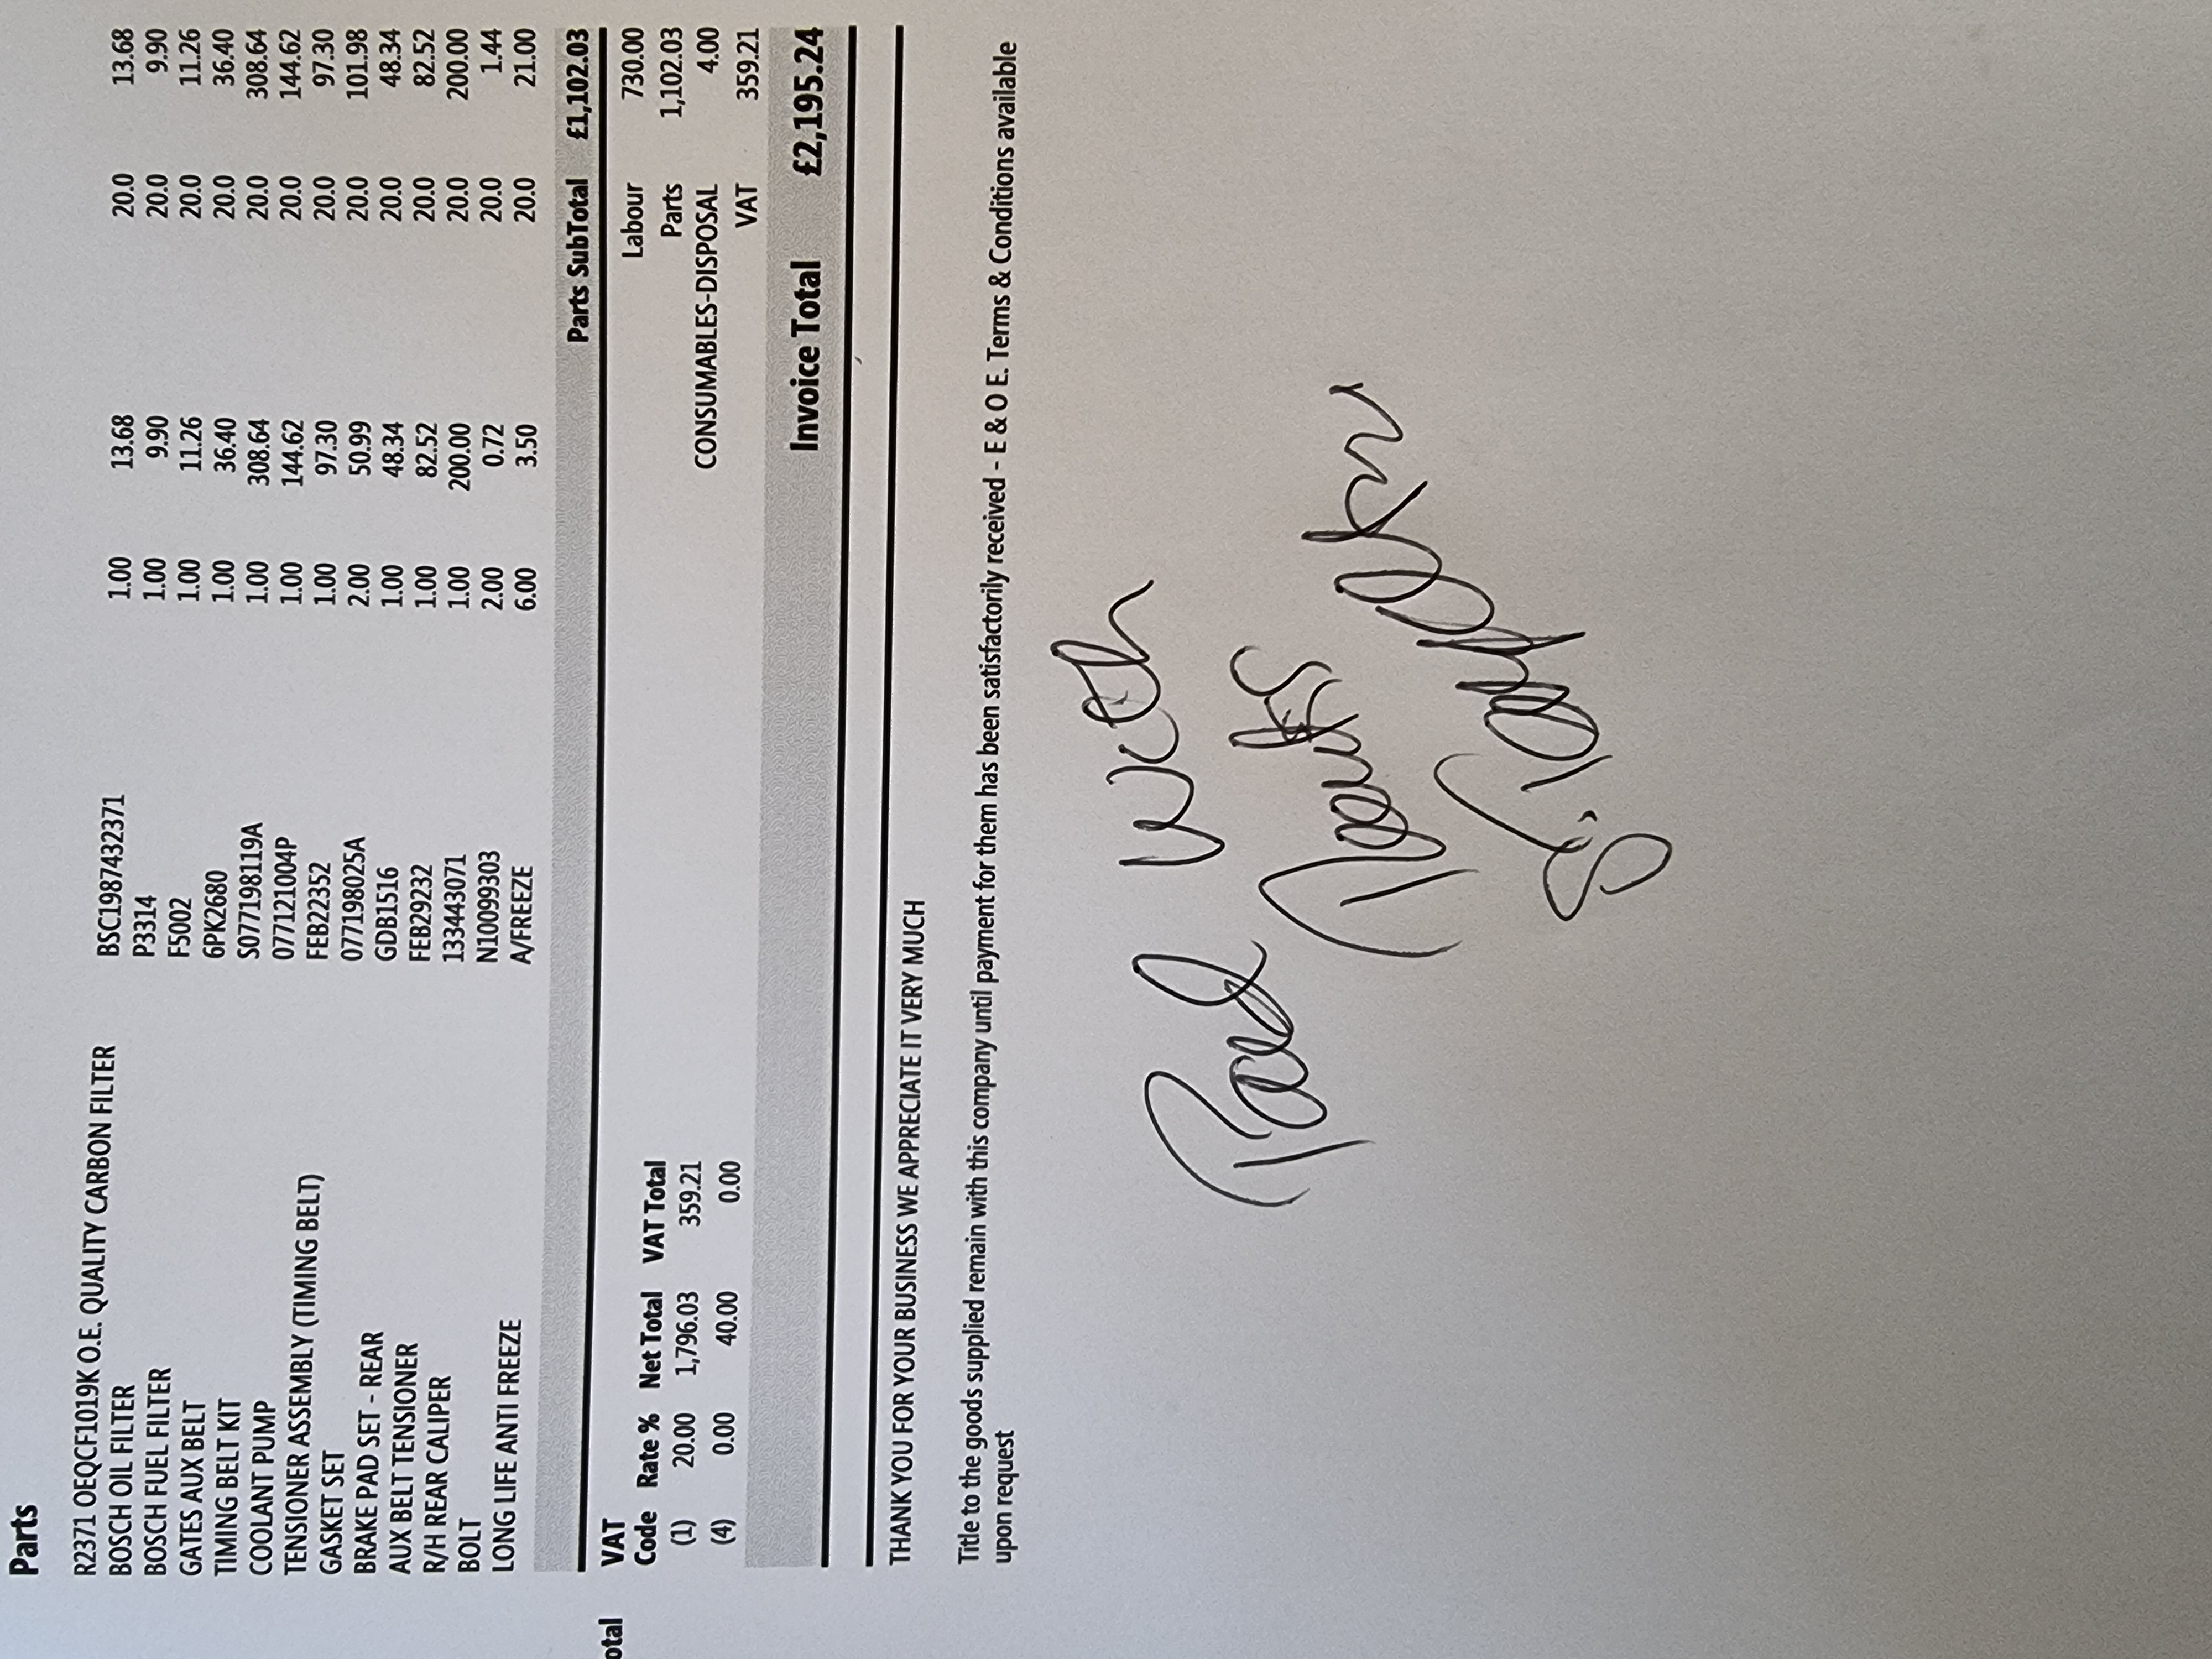 Parts
R2371 OEQCF1019K O.E. QUALITY CARBON FILTER BSC1987432371 1.00 13.68 20.0 13.68
BOSCH OIL FILTER P3314 1.00 9.90 20.0 9.90
BOSCH FUEL FILTER F5002 1.00 11.26 20.0 11.26
GATES AUX BELT 6PK2680 1.00 36.40 20.0 36.40
TIMING BELT KIT S077198119A 1.00 308.64 20.0 308.64
COOLANT PUMP 077121004P 1.00 144.62 20.0 144.62
TENSIONER ASSEMBLY (TIMING BELT) FEB22352 1.00 97.30 20.0 97.30
GASKET SET 077198025A 2.00 50.99 20.0 101.98
BRAKE PAD SET - REAR GDB1516 1.00 48.34 20.0 48.34
AUX BELT TENSIONER FEB29232 1.00 82.52 20.0 82.52
R/H REAR CALIPER 133443071 1.00 200.00 20.0 200.00
BOLT N10099303 2.00 0.72 20.0 1.44
LONG LIFE ANTI FREEZE A/FREEZE 6.00 3.50 20.0 21.00
Parts SubTotal £1,102.03
otal VAT Labour 730.00
Code Rate % Net Total VAT Total Parts 1,102.03
(1) 20.00 1,796.03 359.21 CONSUMABLES-DISPOSAL 4.00
(4) 0.00 40.00 0.00 VAT 359.21
Invoice Total £2,195.24
THANK YOU FOR YOUR BUSINESS WE APPRECIATE IT VERY MUCH
Title to the goods supplied remain with this company until payment for them has been satisfactorily received - E & O E. Terms & Conditions available
upon request
Paid with
Thanks
S.